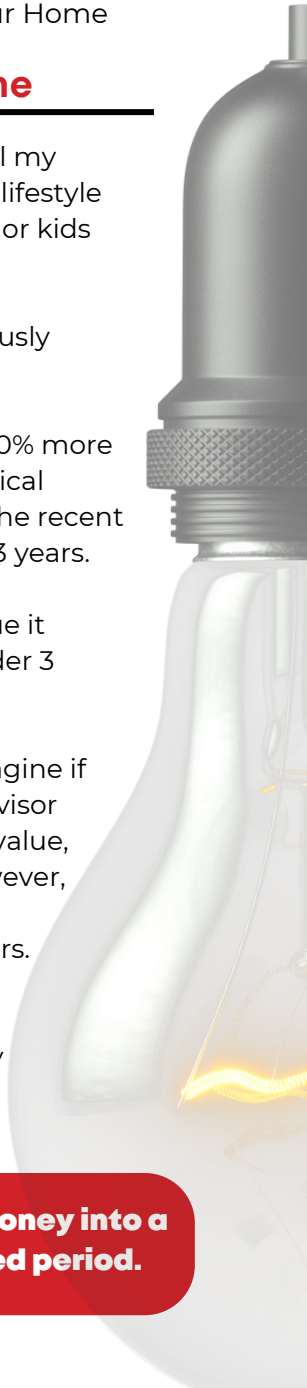 ur Home
ne
l my
lifestyle
or kids
usly
0% more
ical
he recent
3 years.
ue it
der 3
gine if
visor
value,
ever,
rs.
y
oney into a
ed period.